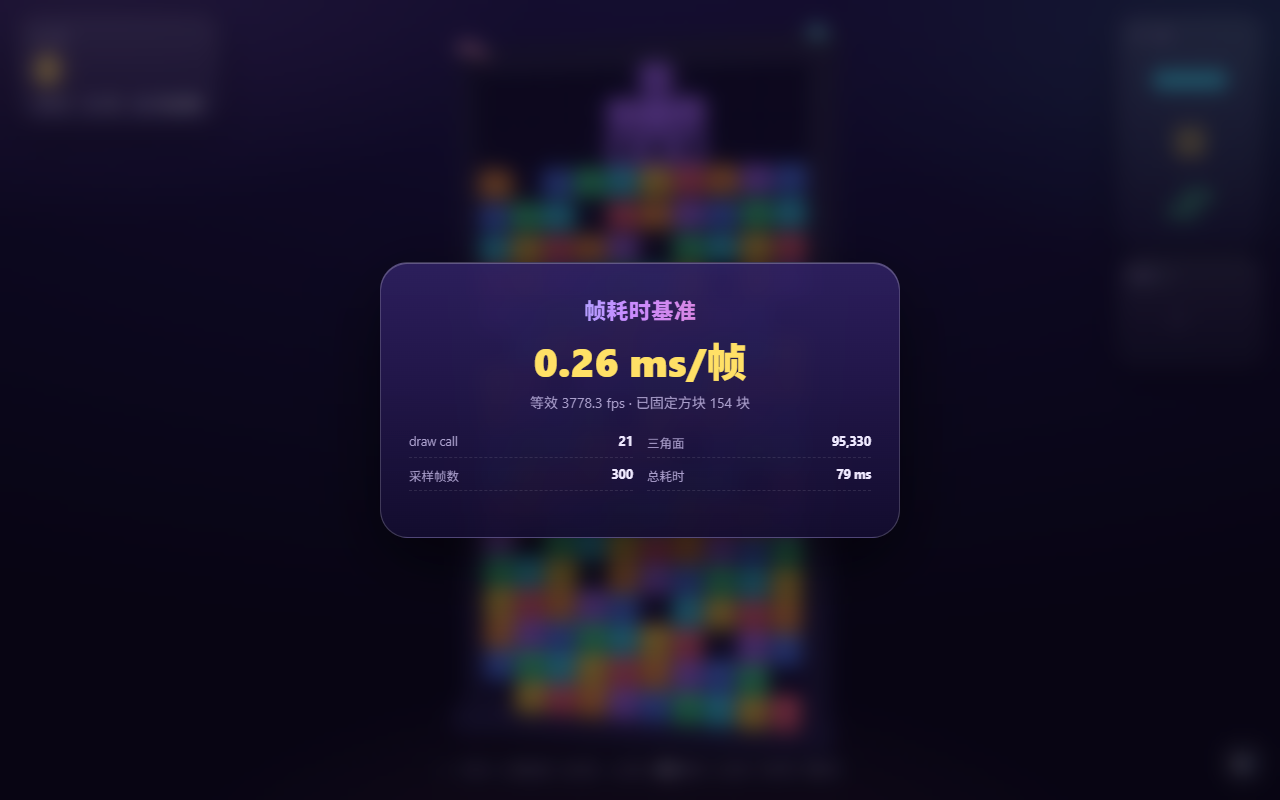 帧耗时基准
0.26 ms/帧
等效 3778.3 fps · 已固定方块 154 块
draw call 21 三角面 95,330
采样帧数 300 总耗时 79 ms